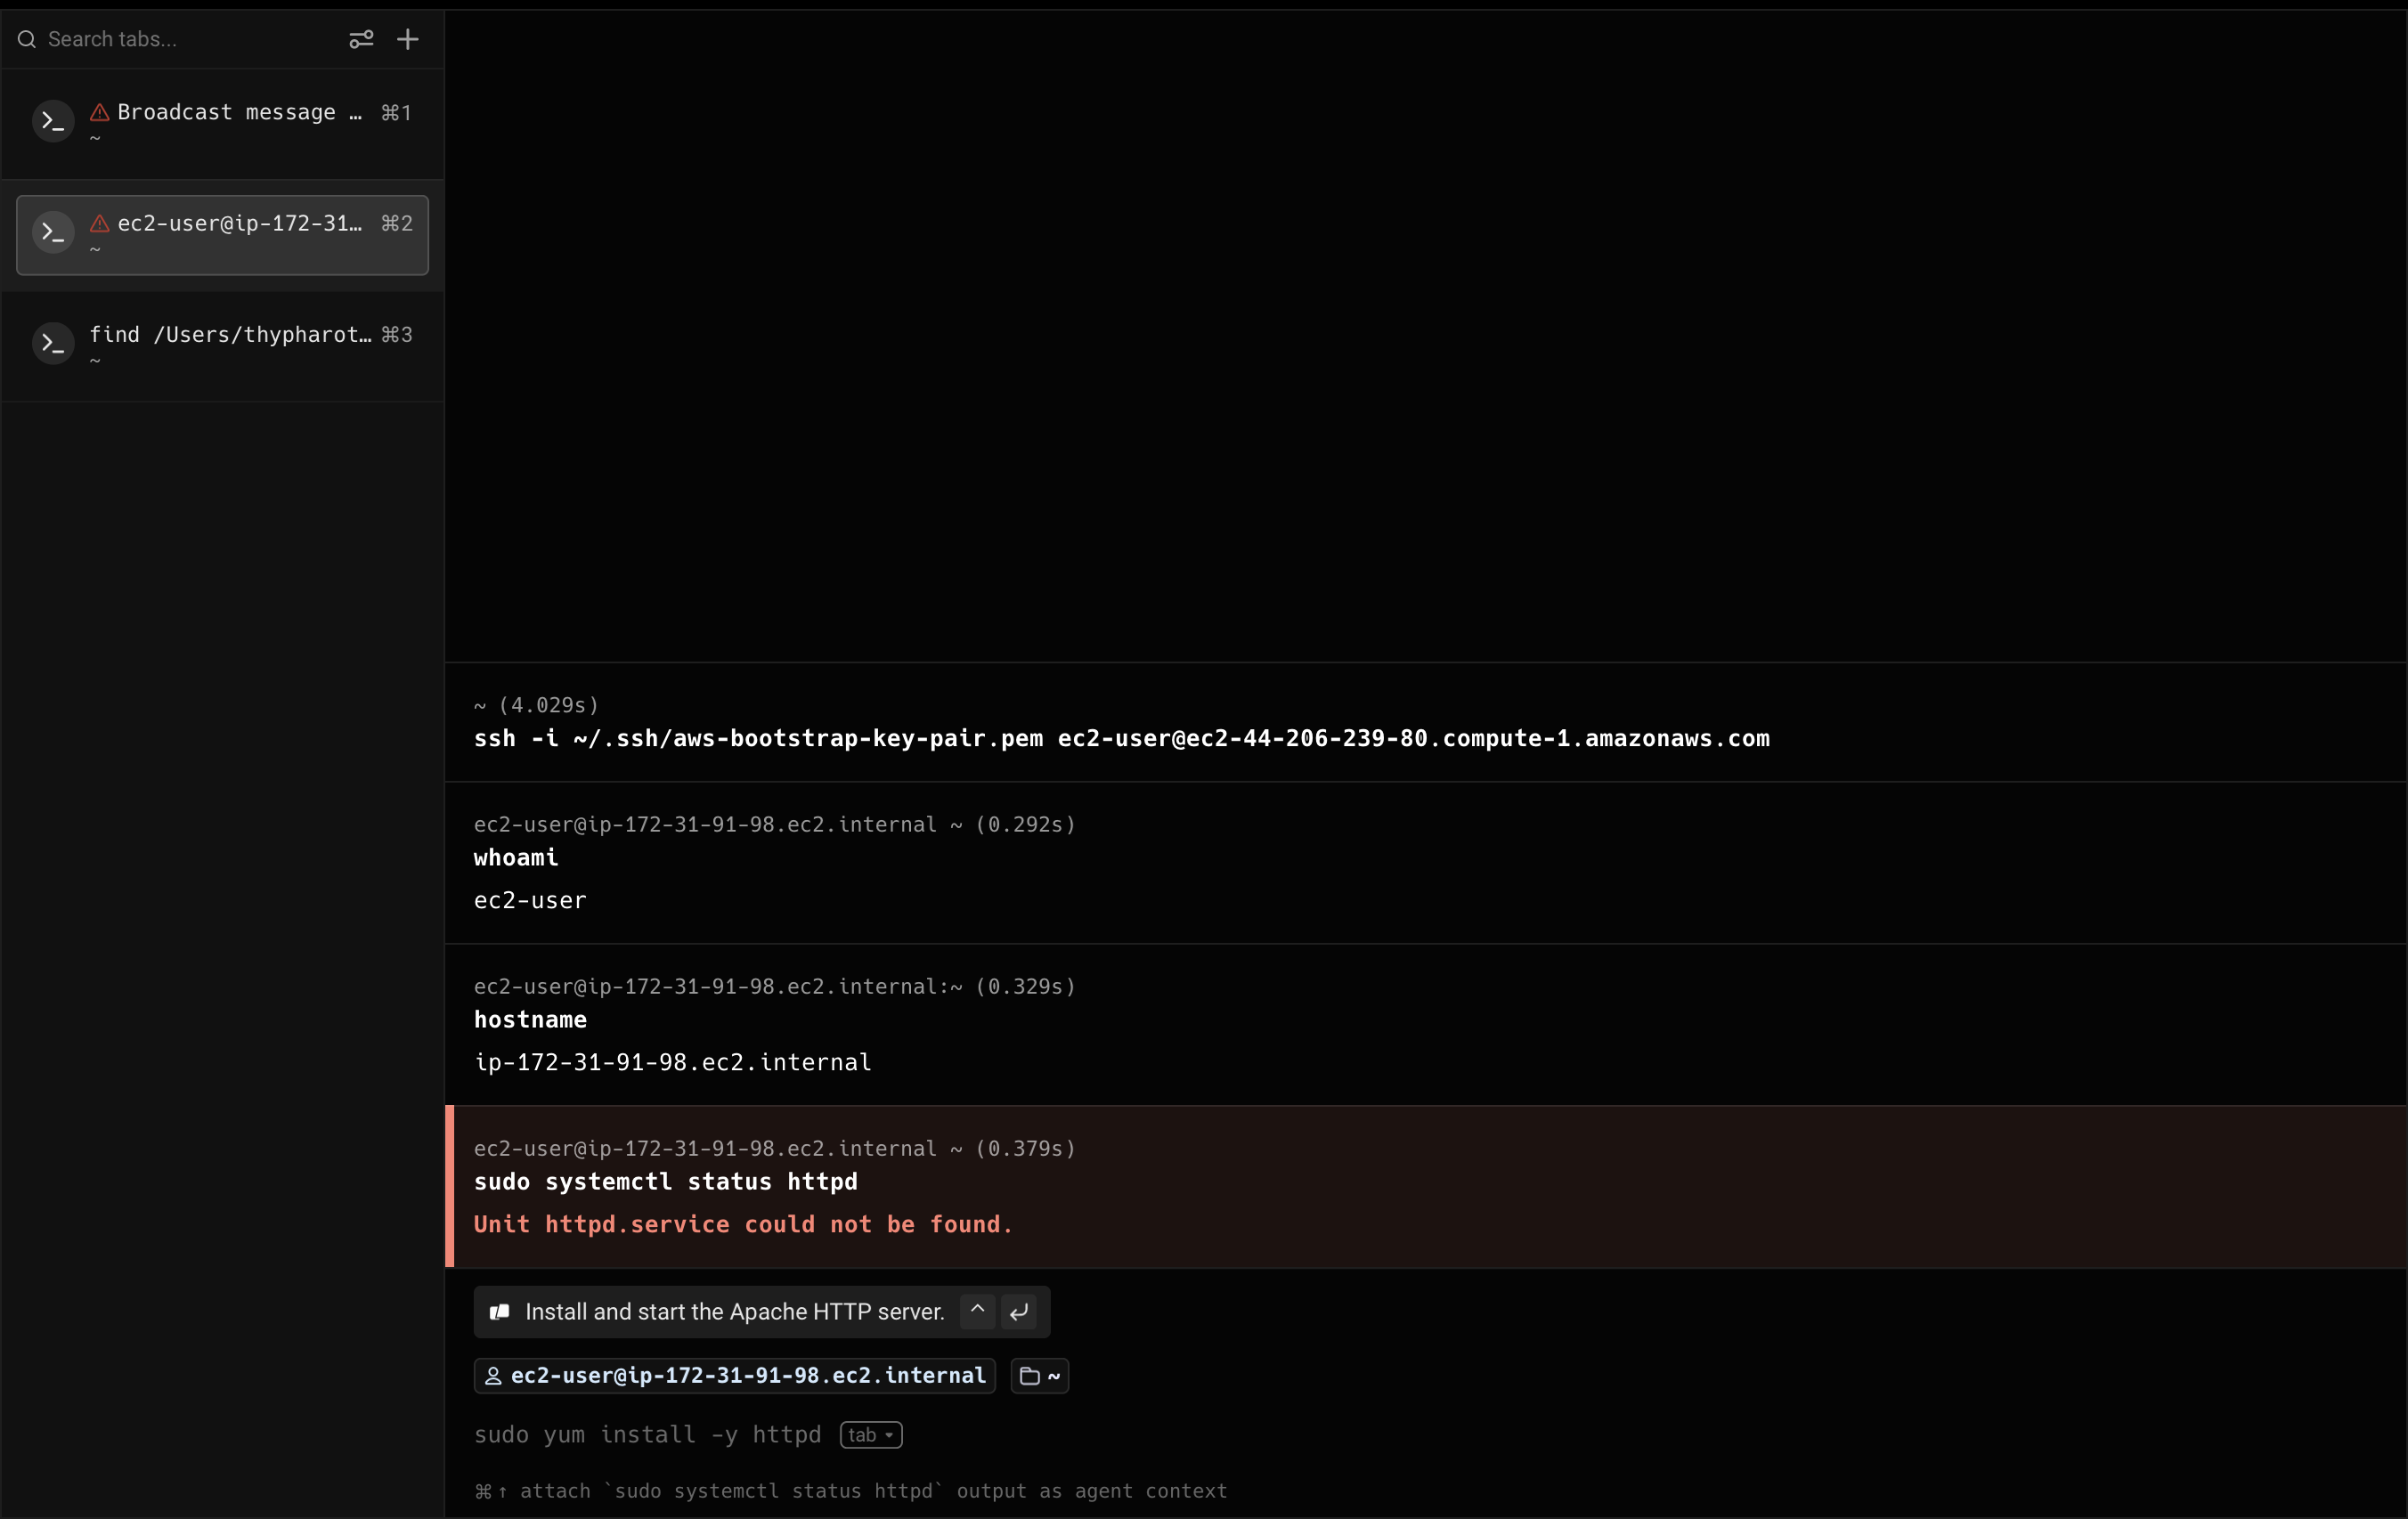 Search tabs...
Broadcast message … ⌘1
~
ec2-user@ip-172-31… ⌘2
~
find /Users/thypharot… ⌘3
~
~ (4.029s)
ssh -i ~/.ssh/aws-bootstrap-key-pair.pem ec2-user@ec2-44-206-239-80.compute-1.amazonaws.com
ec2-user@ip-172-31-91-98.ec2.internal ~ (0.292s)
whoami
ec2-user
ec2-user@ip-172-31-91-98.ec2.internal:~ (0.329s)
hostname
ip-172-31-91-98.ec2.internal
ec2-user@ip-172-31-91-98.ec2.internal ~ (0.379s)
sudo systemctl status httpd
Unit httpd.service could not be found.
Install and start the Apache HTTP server.
ec2-user@ip-172-31-91-98.ec2.internal ~
sudo yum install -y httpd tab
⌘↑ attach `sudo systemctl status httpd` output as agent context